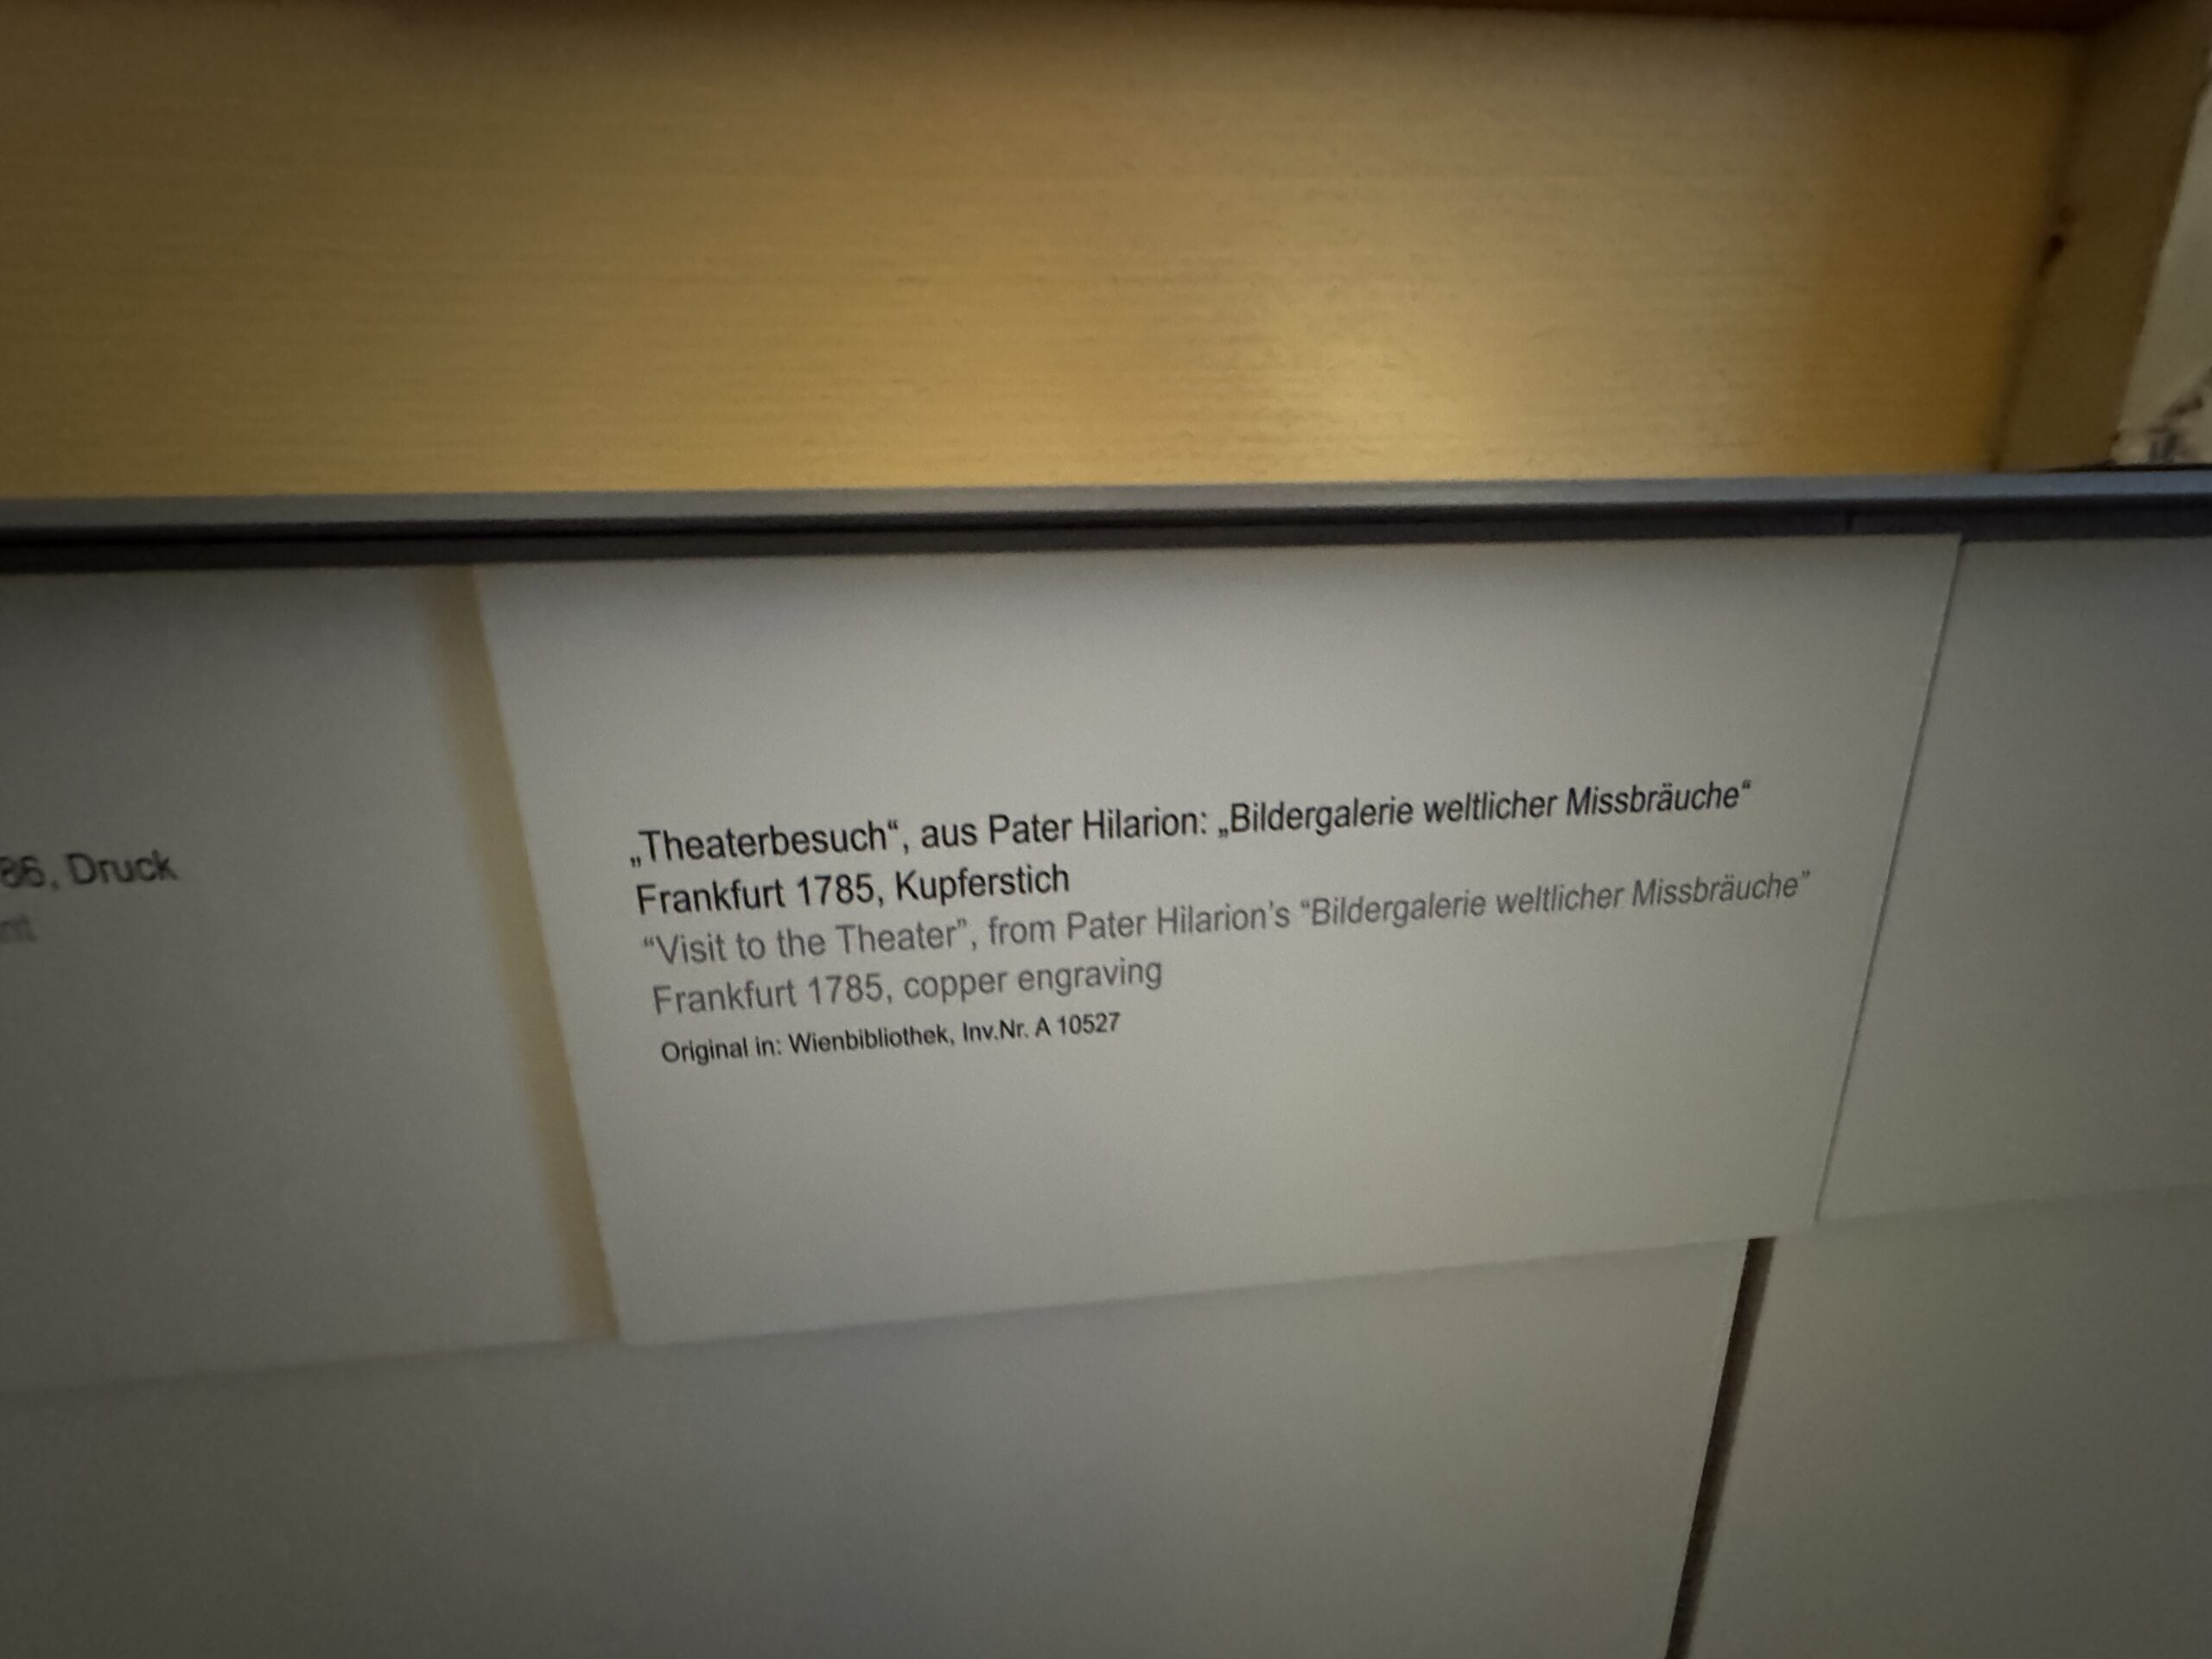 86, Druck
„Theaterbesuch“, aus Pater Hilarion: „Bildergalerie weltlicher Missbräuche“
Frankfurt 1785, Kupferstich
“Visit to the Theater”, from Pater Hilarion’s “Bildergalerie weltlicher Missbräuche”
Frankfurt 1785, copper engraving
Original in: Wienbibliothek, Inv.Nr. A 10527